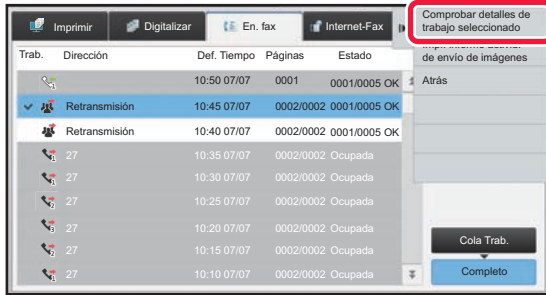 Imprimir
Digitalizar
En. fax
Internet-Fax
Comprobar detalles de
trabajo seleccionado
de envío de imágenes
Atrás
Trab. Dirección Def. Tiempo Páginas Estado
10:50 07/07 0001 0001/0005 OK
Retransmisión 10:45 07/07 0002/0002 0001/0005 OK
Retransmisión 10:40 07/07 0002/0002 0001/0005 OK
27 10:35 07/07 0002/0002 Ocupada
27 10:30 07/07 0002/0002 Ocupada
27 10:25 07/07 0002/0002 Ocupada
27 10:20 07/07 0002/0002 Ocupada
27 10:15 07/07 0002/0002 Ocupada
27 10:10 07/07 0002/0002 Ocupada
Cola Trab.
Completo